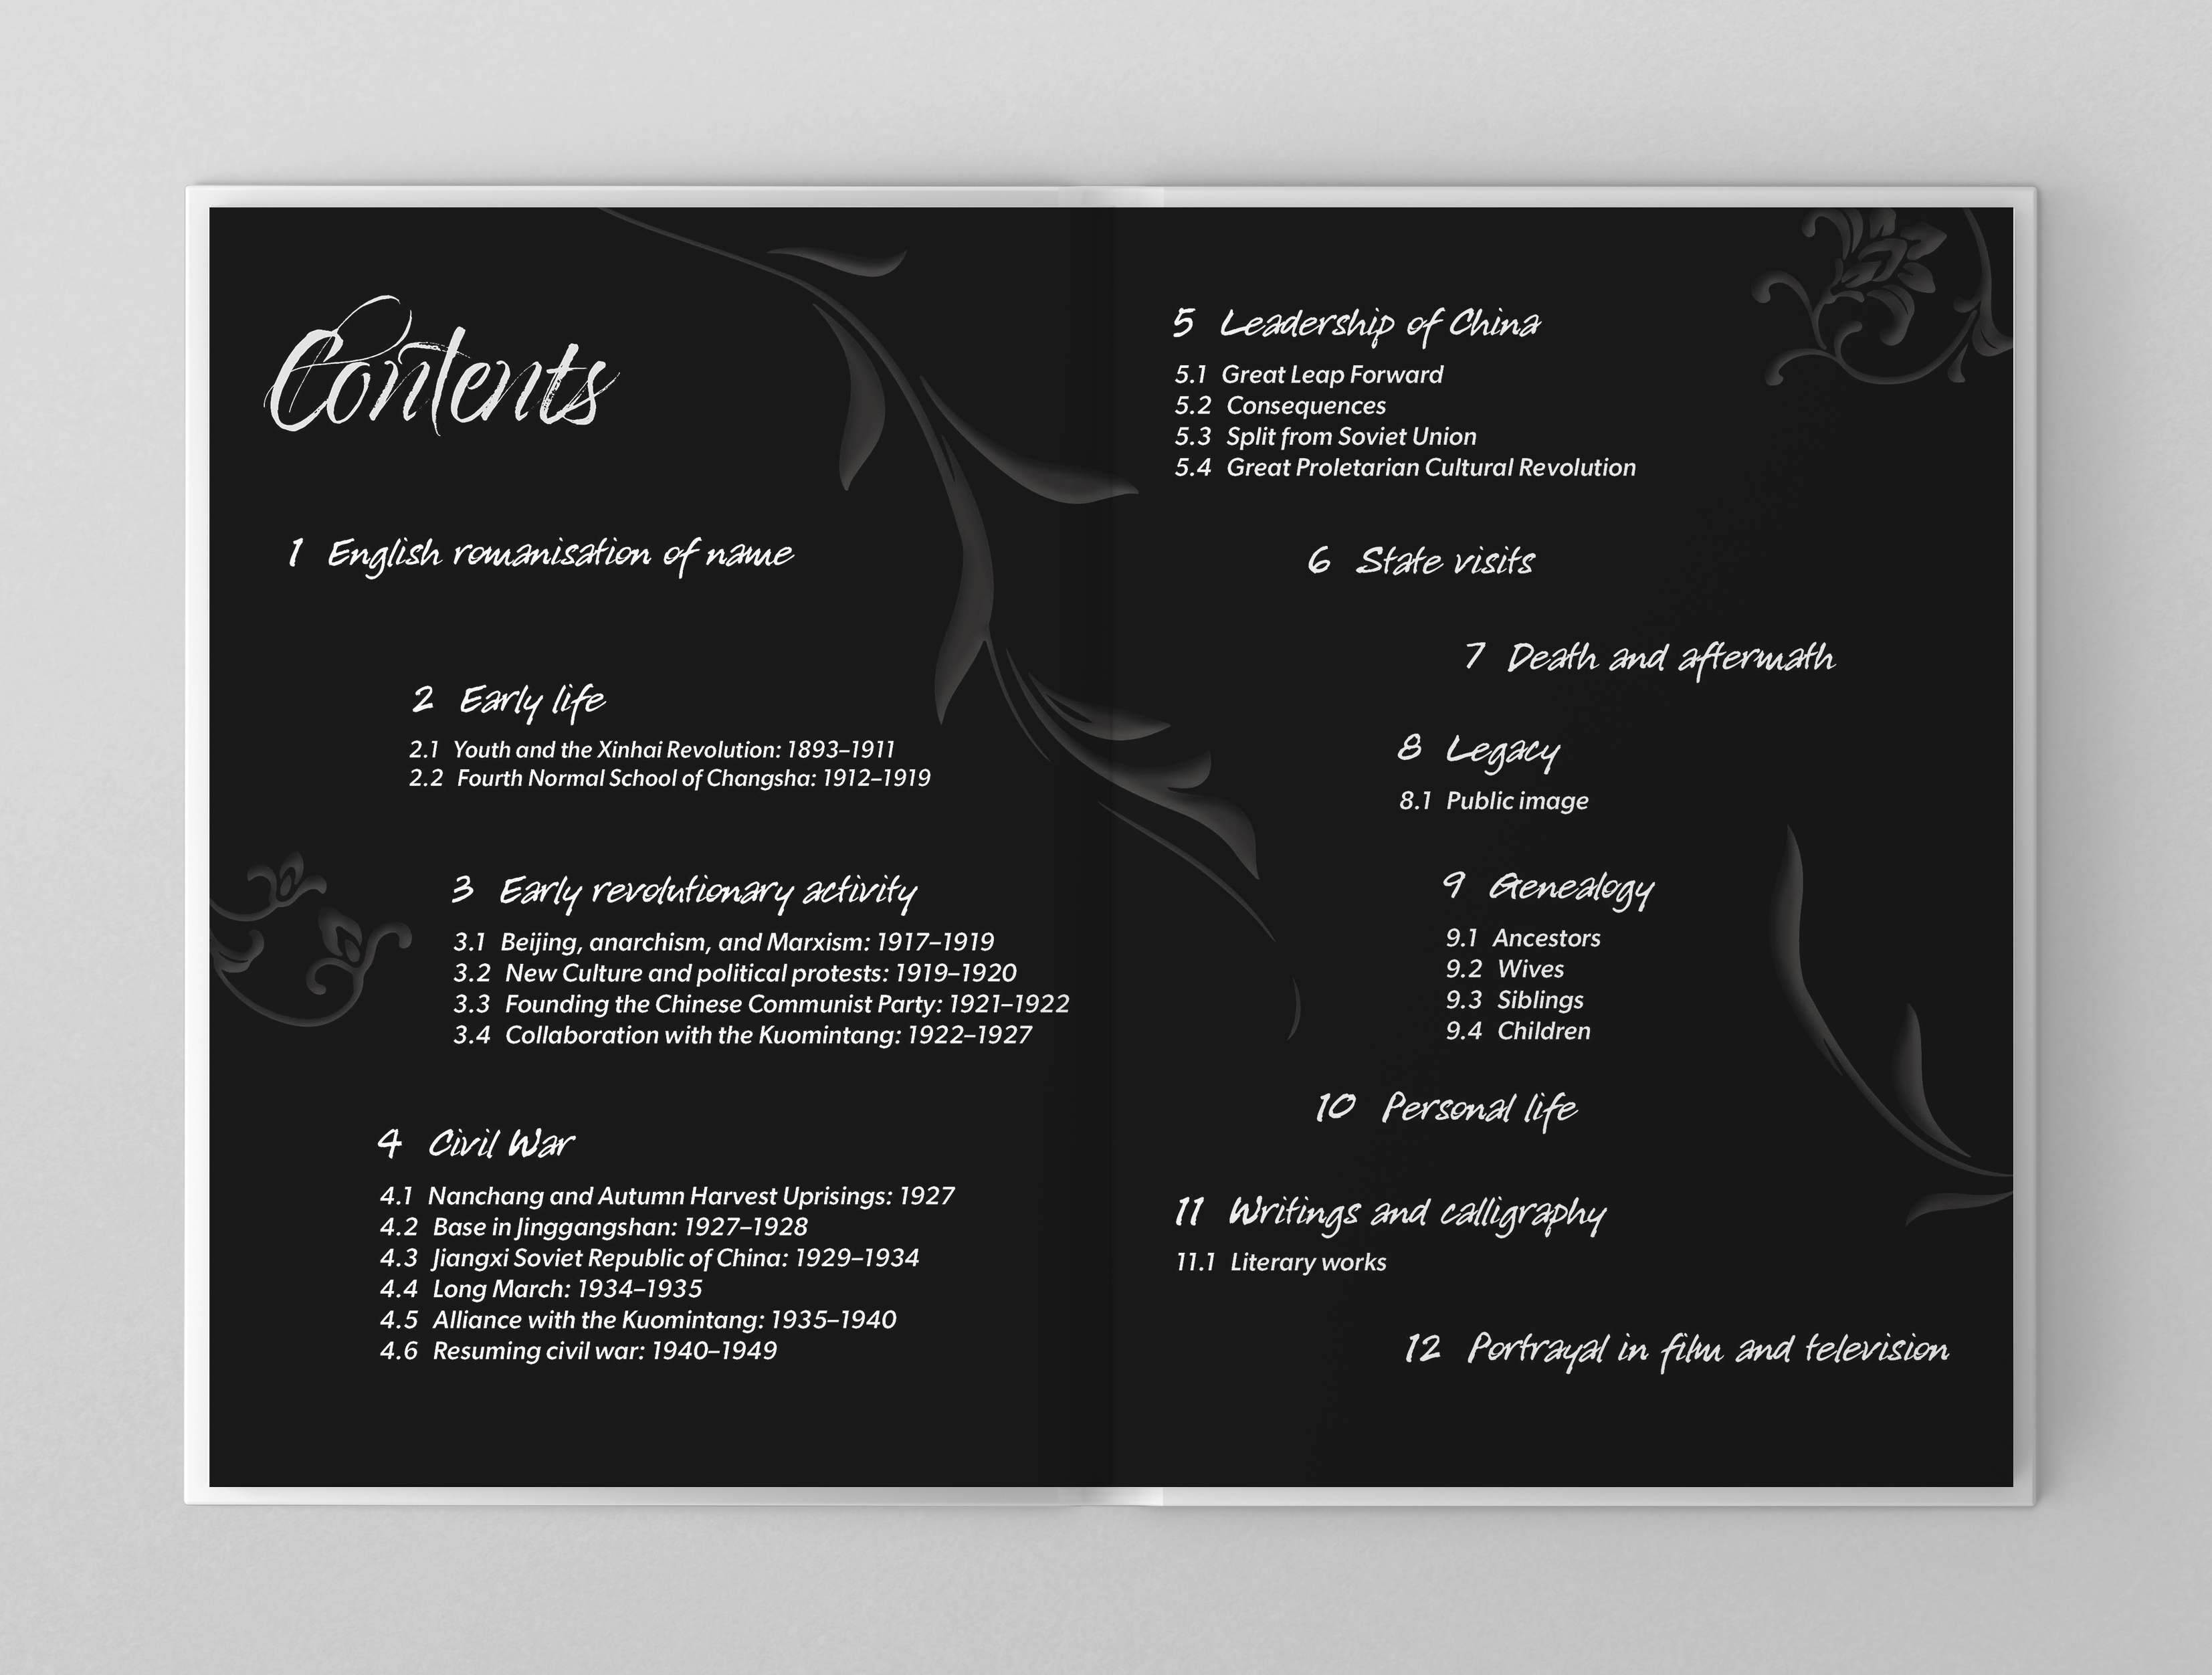 Contents
1 English romanisation of name
2 Early life
2.1 Youth and the Xinhai Revolution: 1893–1911
2.2 Fourth Normal School of Changsha: 1912–1919
3 Early revolutionary activity
3.1 Beijing, anarchism, and Marxism: 1917–1919
3.2 New Culture and political protests: 1919–1920
3.3 Founding the Chinese Communist Party: 1921–1922
3.4 Collaboration with the Kuomintang: 1922–1927
4 Civil War
4.1 Nanchang and Autumn Harvest Uprisings: 1927
4.2 Base in Jinggangshan: 1927–1928
4.3 Jiangxi Soviet Republic of China: 1929–1934
4.4 Long March: 1934–1935
4.5 Alliance with the Kuomintang: 1935–1940
4.6 Resuming civil war: 1940–1949
5 Leadership of China
5.1 Great Leap Forward
5.2 Consequences
5.3 Split from Soviet Union
5.4 Great Proletarian Cultural Revolution
6 State visits
7 Death and aftermath
8 Legacy
8.1 Public image
9 Genealogy
9.1 Ancestors
9.2 Wives
9.3 Siblings
9.4 Children
10 Personal life
11 Writings and calligraphy
11.1 Literary works
12 Portrayal in film and television